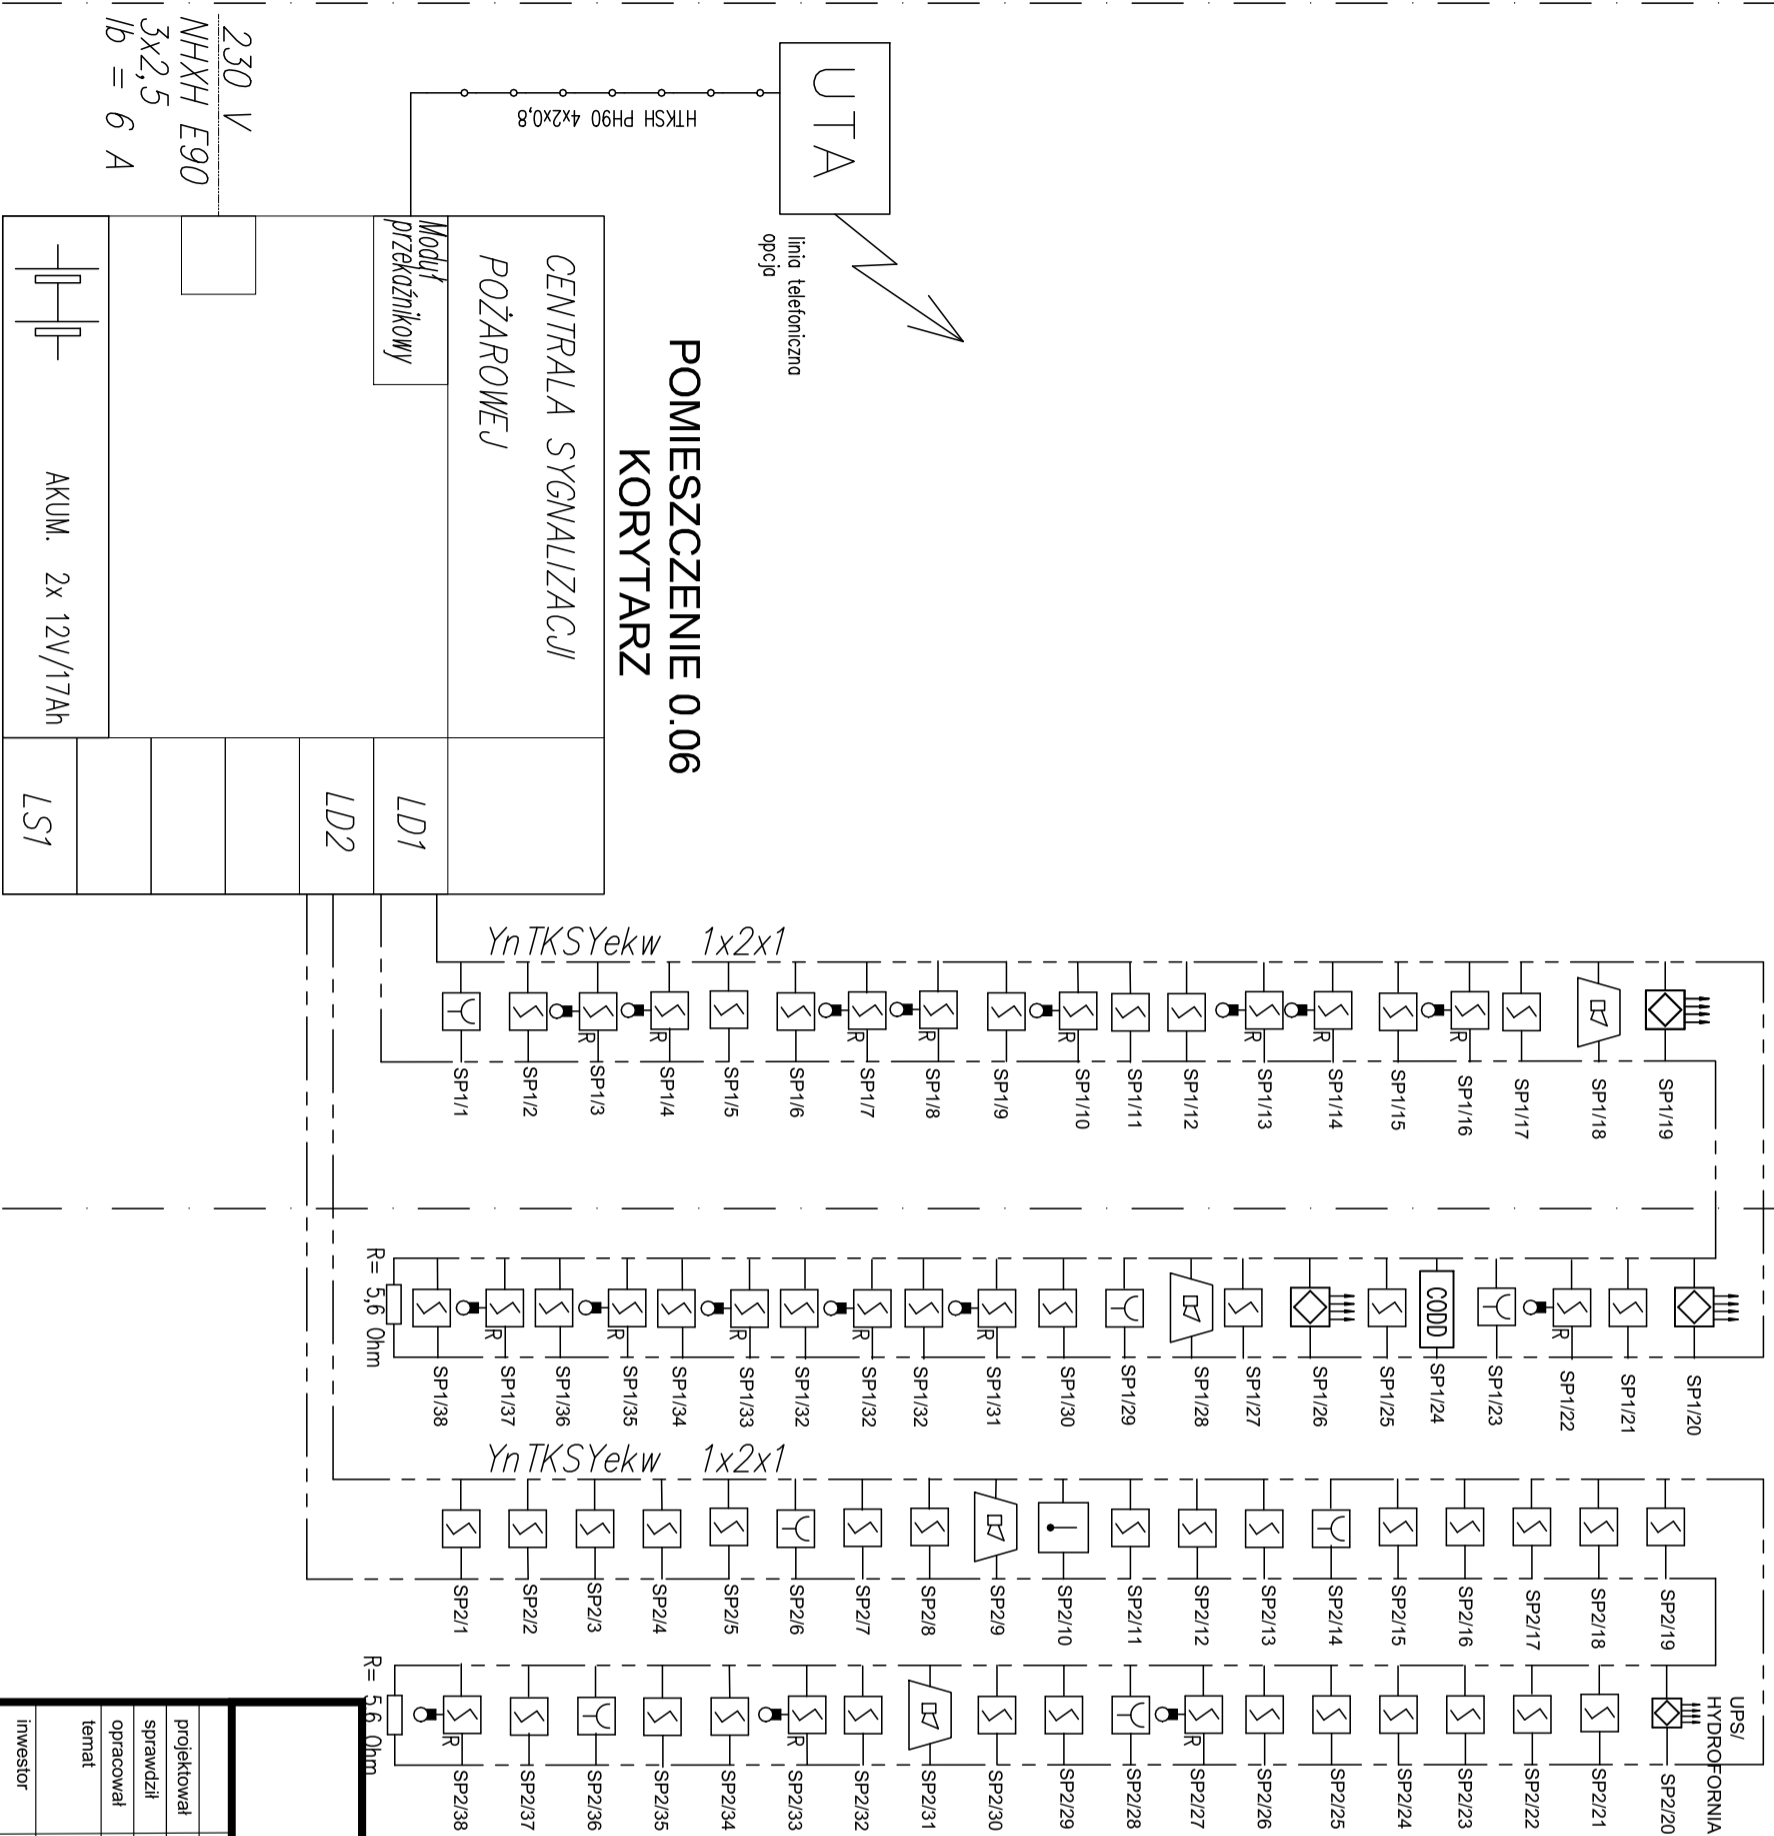 230 V
NHXH E90
3x2,5
Ib = 6 A
UTA
HTKSH PH90 4x2x0,8
linia telefoniczna
opcja
POMIESZCZENIE 0.06
KORYTARZ
CENTRALA SYGNALIZACJI
POŻAROWEJ
Moduł
przekaźnikowy
AKUM. 2x 12V/17Ah
LD1
LD2
LS1
YnTKSYekw 1x2x1
R
R
R
R
R
R
R
R
SP1/1
SP1/2
SP1/3
SP1/4
SP1/5
SP1/6
SP1/7
SP1/8
SP1/9
SP1/10
SP1/11
SP1/12
SP1/13
SP1/14
SP1/15
SP1/16
SP1/17
SP1/18
SP1/19
R= 5,6 Ohm
R
R
R
R
R
CODD
R
SP1/38
SP1/37
SP1/36
SP1/35
SP1/34
SP1/33
SP1/32
SP1/32
SP1/32
SP1/31
SP1/30
SP1/29
SP1/28
SP1/27
SP1/26
SP1/25
SP1/24
SP1/23
SP1/22
SP1/21
SP1/20
YnTKSYekw 1x2x1
SP2/1
SP2/2
SP2/3
SP2/4
SP2/5
SP2/6
SP2/7
SP2/8
SP2/9
SP2/10
SP2/11
SP2/12
SP2/13
SP2/14
SP2/15
SP2/16
SP2/17
SP2/18
SP2/19
R= 5,6 Ohm
R
R
R
UPS/
HYDROFORNIA
SP2/38
SP2/37
SP2/36
SP2/35
SP2/34
SP2/33
SP2/32
SP2/31
SP2/30
SP2/29
SP2/28
SP2/27
SP2/26
SP2/25
SP2/24
SP2/23
SP2/22
SP2/21
SP2/20
projektował
sprawdził
opracował
temat
inwestor